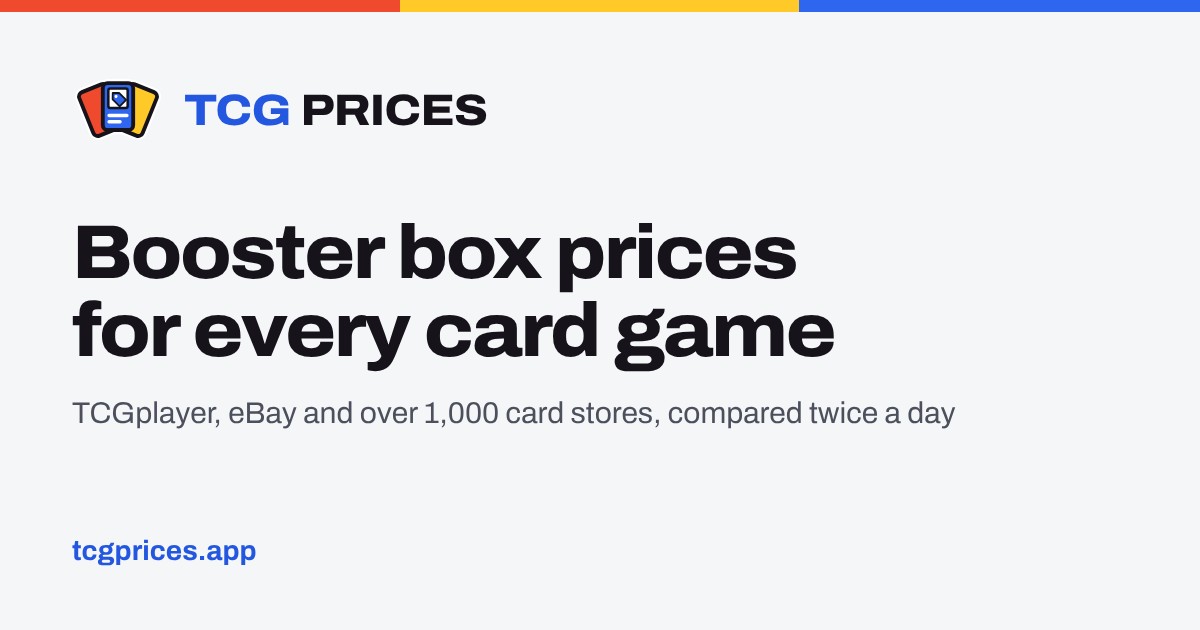 TCG PRICES
Booster box prices
for every card game
TCGplayer, eBay and over 1,000 card stores, compared twice a day
tcgprices.app